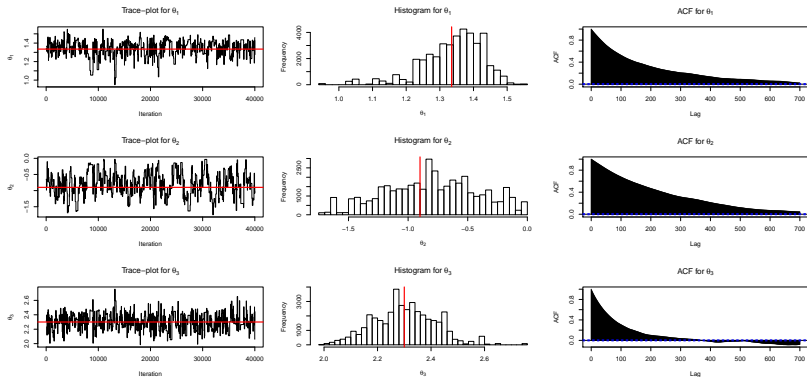 Trace−plot for θ1
θ1
1.0 1.2 1.4
0 10000 20000 30000 40000
Iteration
Histogram for θ1
Frequency
0 2000 4000
1.0 1.1 1.2 1.3 1.4 1.5
θ1
ACF for θ1
ACF
0.0 0.4 0.8
0 100 200 300 400 500 600 700
Lag
Trace−plot for θ2
θ2
−1.5 −0.5 0.0
0 10000 20000 30000 40000
Iteration
Histogram for θ2
Frequency
0 1000 2500
−1.5 −1.0 −0.5 0.0
θ2
ACF for θ2
ACF
0.0 0.4 0.8
0 100 200 300 400 500 600 700
Lag
Trace−plot for θ3
θ3
2.0 2.2 2.4 2.6
0 10000 20000 30000 40000
Iteration
Histogram for θ3
Frequency
0 1000 3000
2.0 2.2 2.4 2.6
θ3
ACF for θ3
ACF
0.0 0.4 0.8
0 100 200 300 400 500 600 700
Lag